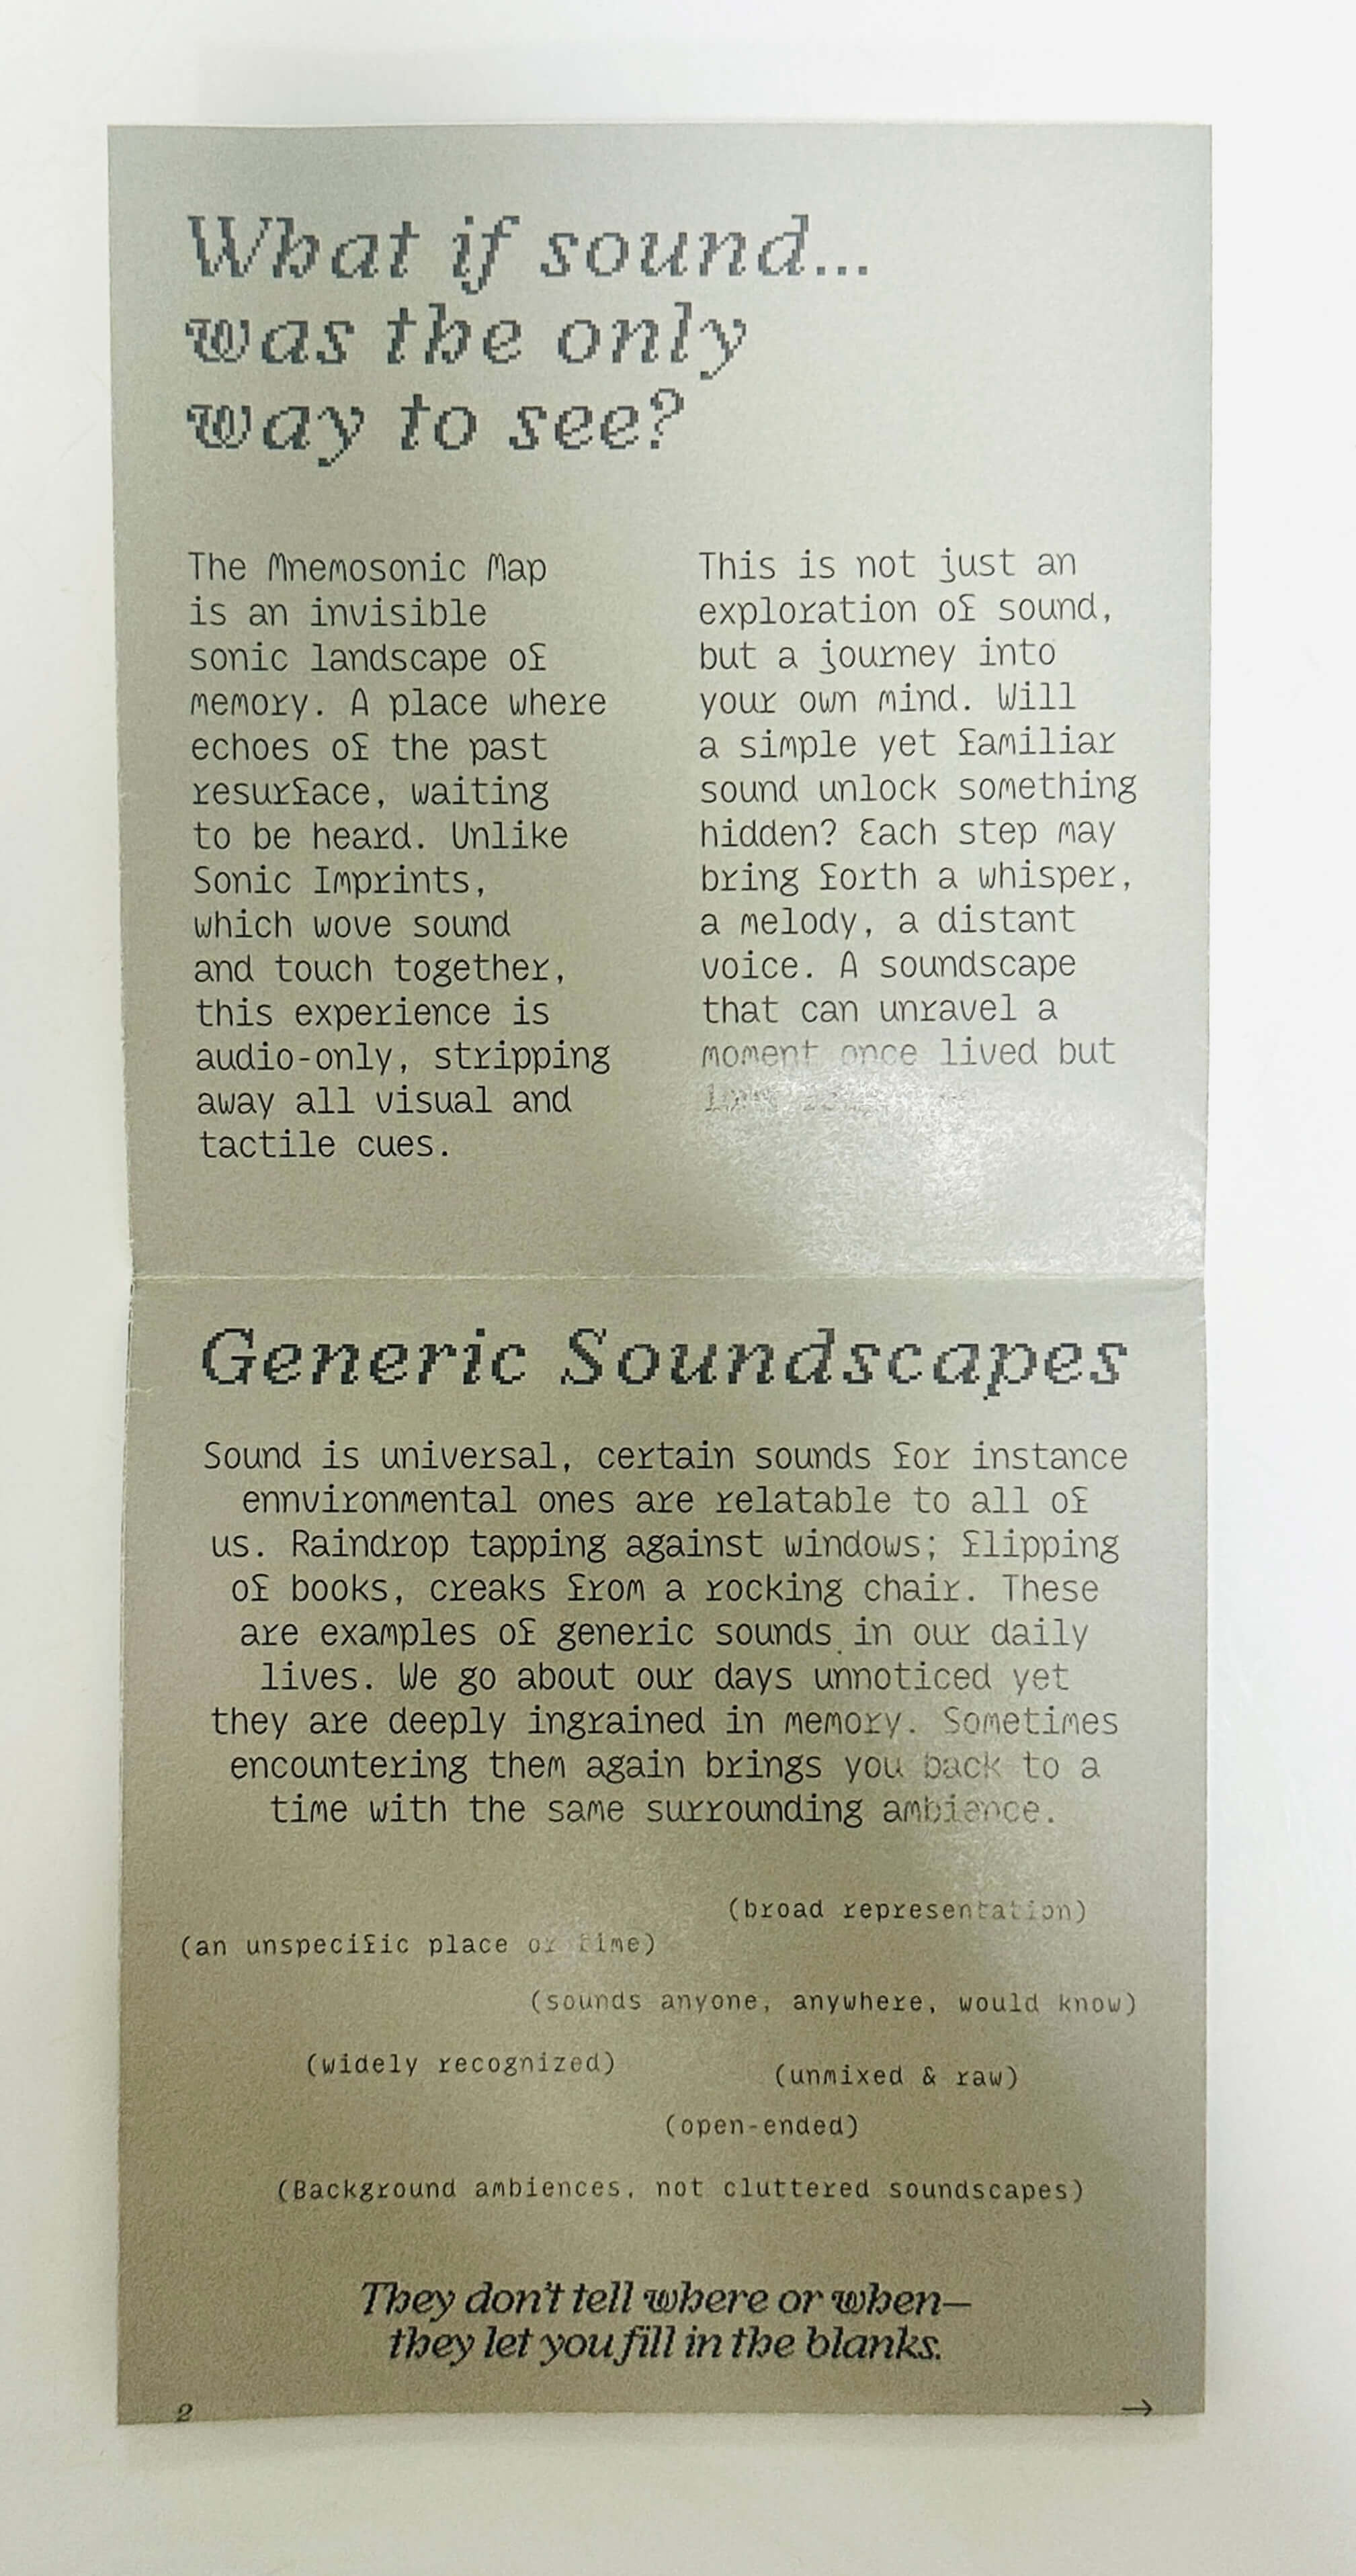 What if sound...
was the only
way to see?
The Mnemosonic Map
is an invisible
sonic landscape of
memory. A place where
echoes of the past
resurface, waiting
to be heard. Unlike
Sonic Imprints,
which wove sound
and touch together,
this experience is
audio-only, stripping
away all visual and
tactile cues.
This is not just an
exploration of sound,
but a journey into
your own mind. Will
a simple yet familiar
sound unlock something
hidden? Each step may
bring forth a whisper,
a melody, a distant
voice. A soundscape
that can unravel a
moment once lived but
Generic Soundscapes
Sound is universal, certain sounds for instance
ennvironmental ones are relatable to all of
us. Raindrop tapping against windows; flipping
of books, creaks from a rocking chair. These
are examples of generic sounds in our daily
lives. We go about our days unnoticed yet
they are deeply ingrained in memory. Sometimes
encountering them again brings you back to a
time with the same surrounding ambience.
(broad representation)
(an unspecific place or time)
(sounds anyone, anywhere, would know)
(widely recognized)
(unmixed & raw)
(open-ended)
(Background ambiences, not cluttered soundscapes)
They don't tell where or when—
they let you fill in the blanks.
2 →